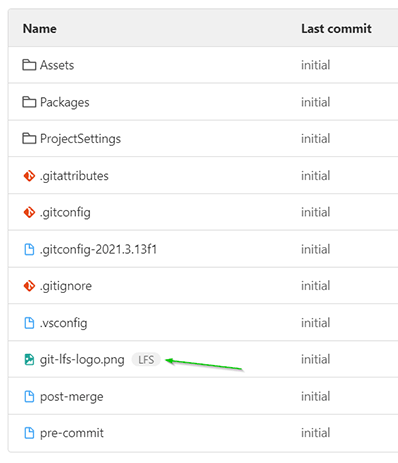 Name Last commit
Assets initial
Packages initial
ProjectSettings initial
.gitattributes initial
.gitconfig initial
.gitconfig-2021.3.13f1 initial
.gitignore initial
.vsconfig initial
git-lfs-logo.png LFS initial
post-merge initial
pre-commit initial